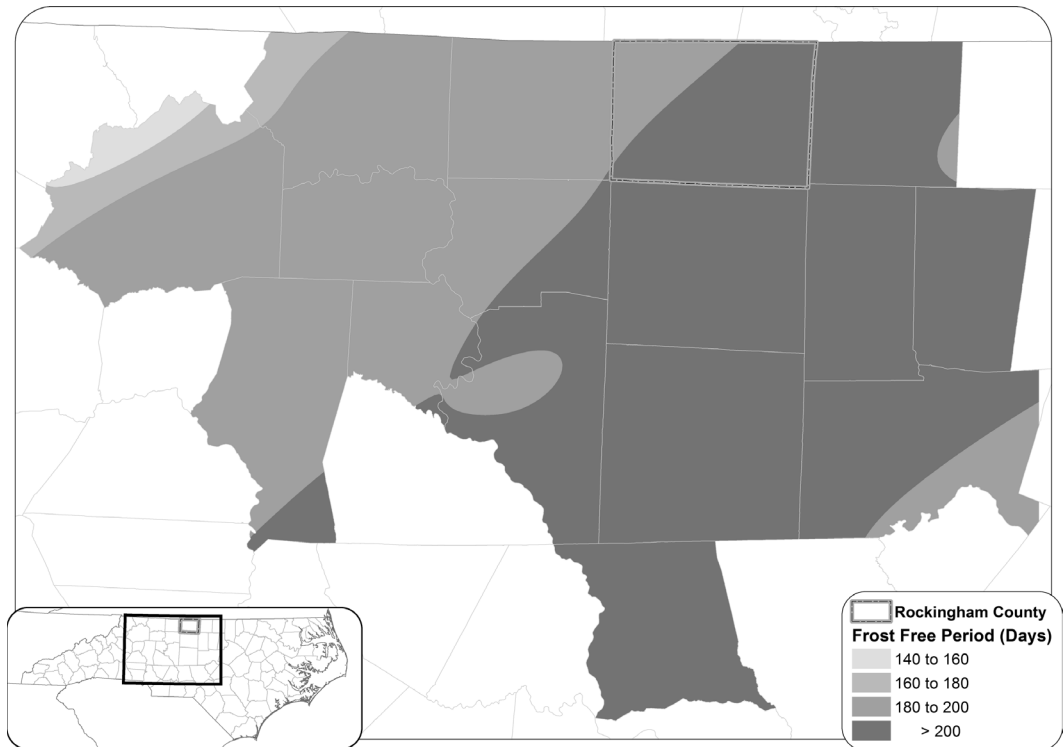 Rockingham County
Frost Free Period (Days)
140 to 160
160 to 180
180 to 200
> 200